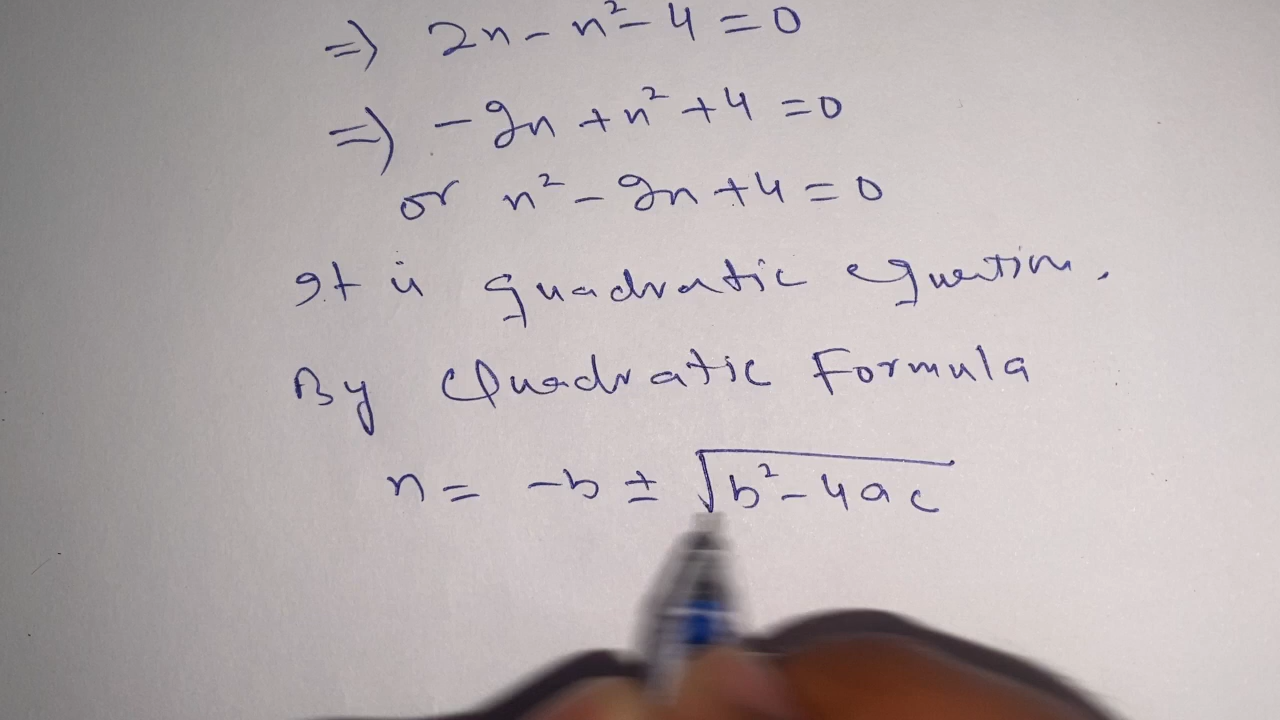 => 2n - n² - 4 = 0
=> - 2n + n² + 4 = 0
or n² - 2n + 4 = 0
It is quadratic equation.
By Quadratic Formula
n = -b ± √b² - 4ac